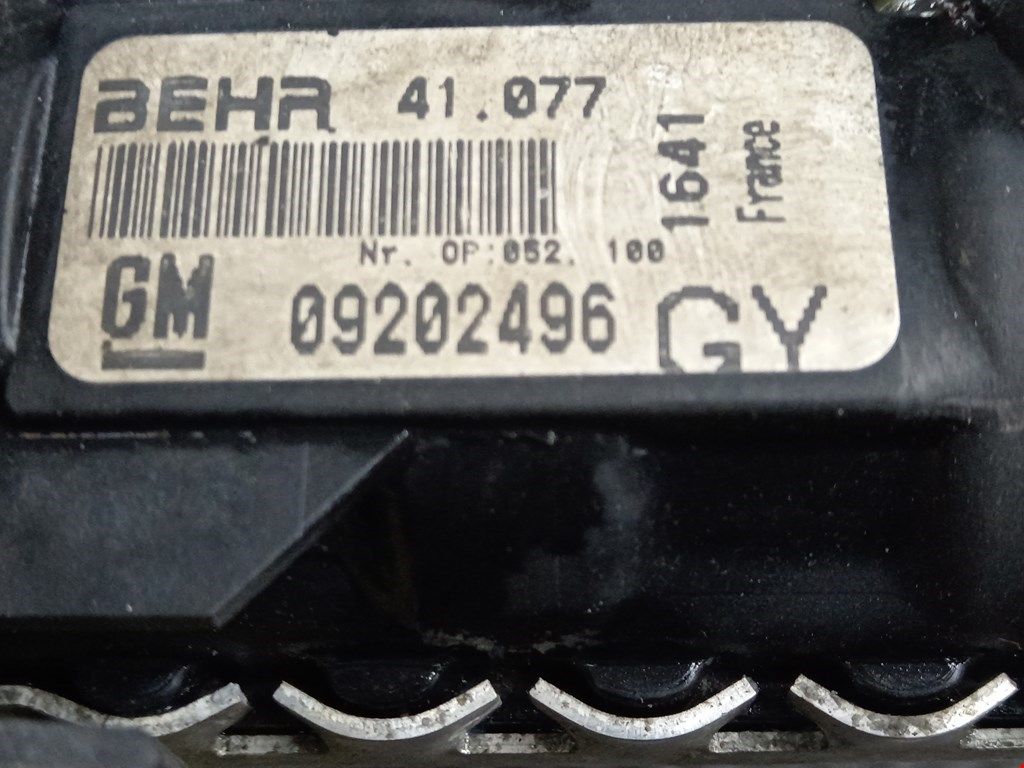 BEHR 41.077
1641
France
Nr. OP:052. 100
GM 09202496 GY